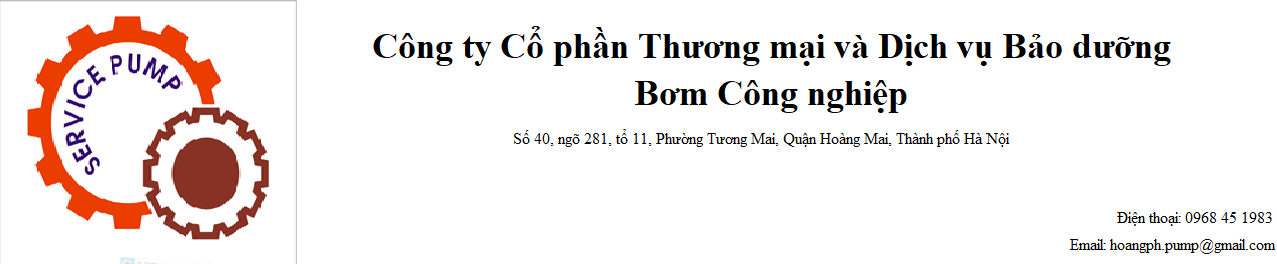 SERVICE PUMP
Công ty Cổ phần Thương mại và Dịch vụ Bảo dưỡng
Bơm Công nghiệp
Số 40, ngõ 281, tổ 11, Phường Tương Mai, Quận Hoàng Mai, Thành phố Hà Nội
Điện thoại: 0968 45 1983
Email: hoangph.pump@gmail.com